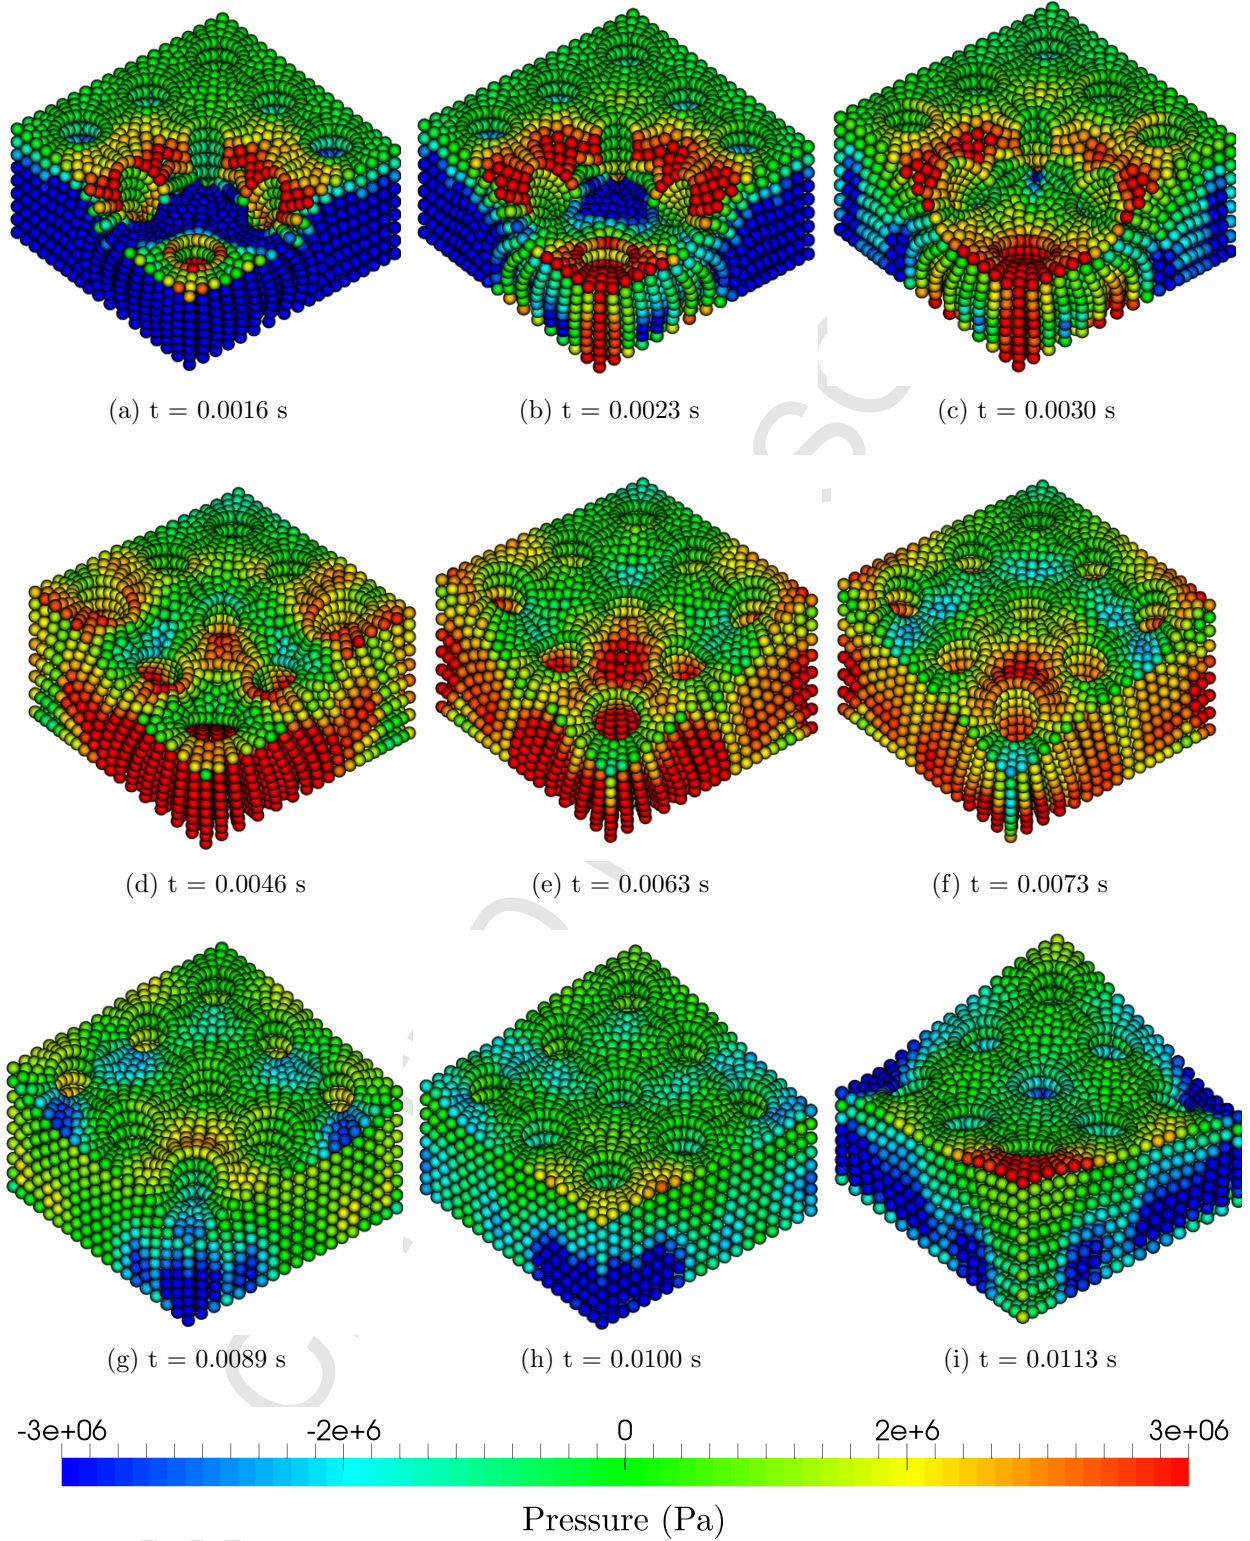 (a) t = 0.0016 s
(b) t = 0.0023 s
(c) t = 0.0030 s
(d) t = 0.0046 s
(e) t = 0.0063 s
(f) t = 0.0073 s
(g) t = 0.0089 s
(h) t = 0.0100 s
(i) t = 0.0113 s
-3e+06 -2e+6 0 2e+6 3e+06
Pressure (Pa)